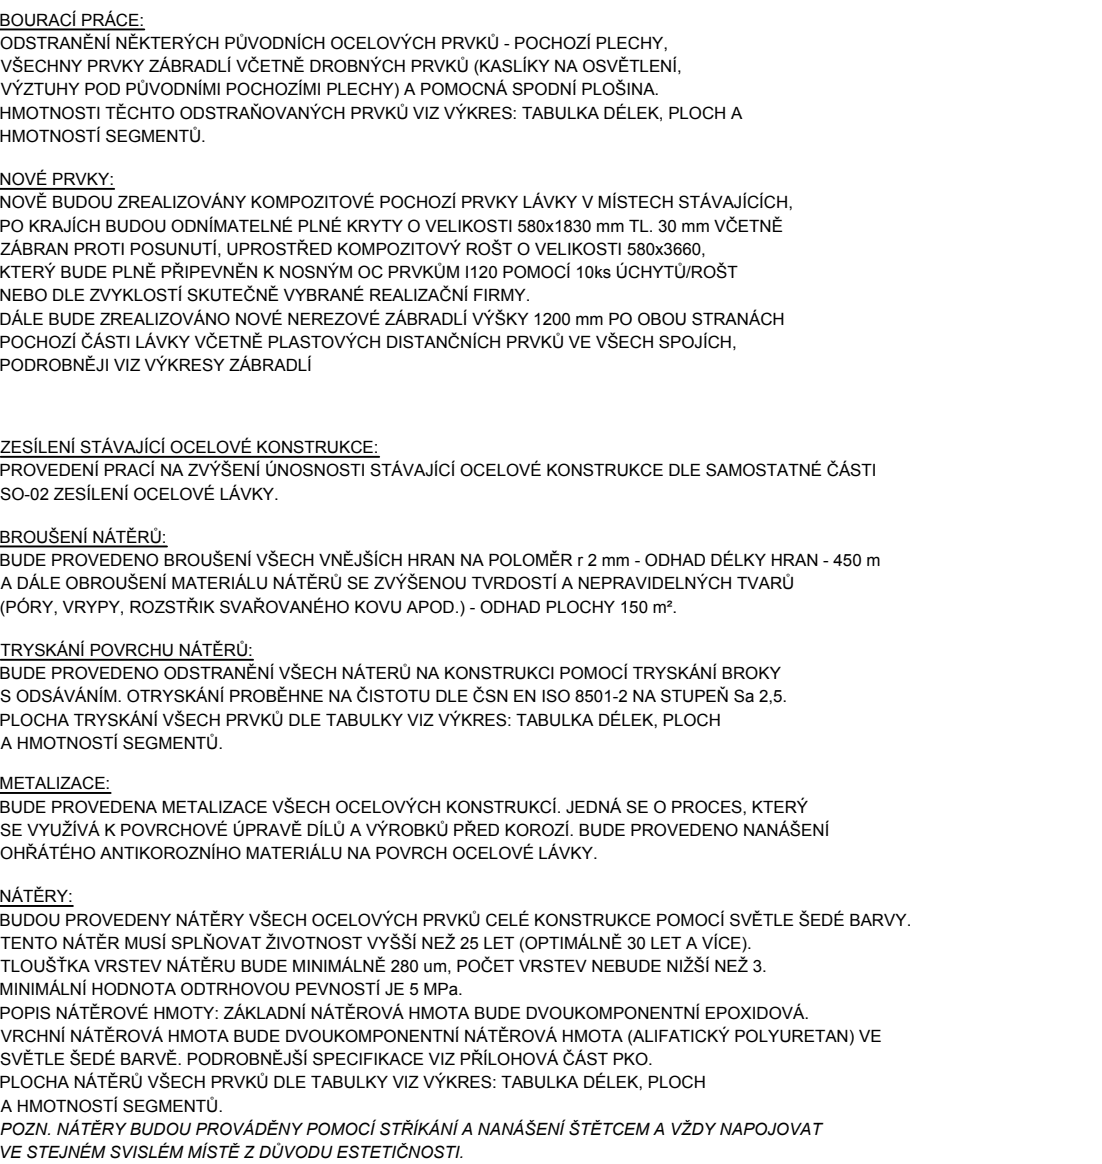 BOURACÍ PRÁCE:
ODSTRANĚNÍ NĚKTERÝCH PŮVODNÍCH OCELOVÝCH PRVKŮ - POCHOZÍ PLECHY,
VŠECHNY PRVKY ZÁBRADLÍ VČETNĚ DROBNÝCH PRVKŮ (KASLÍKY NA OSVĚTLENÍ,
VÝZTUHY POD PŮVODNÍMI POCHOZÍMI PLECHY) A POMOCNÁ SPODNÍ PLOŠINA.
HMOTNOSTI TĚCHTO ODSTRAŇOVANÝCH PRVKŮ VIZ VÝKRES: TABULKA DÉLEK, PLOCH A
HMOTNOSTÍ SEGMENTŮ.
NOVÉ PRVKY:
NOVĚ BUDOU ZREALIZOVÁNY KOMPOZITOVÉ POCHOZÍ PRVKY LÁVKY V MÍSTECH STÁVAJÍCÍCH,
PO KRAJÍCH BUDOU ODNÍMATELNÉ PLNÉ KRYTY O VELIKOSTI 580x1830 mm TL. 30 mm VČETNĚ
ZÁBRAN PROTI POSUNUTÍ, UPROSTŘED KOMPOZITOVÝ ROŠT O VELIKOSTI 580x3660,
KTERÝ BUDE PLNĚ PŘIPEVNĚN K NOSNÝM OC PRVKŮM I120 POMOCÍ 10ks ÚCHYTŮ/ROŠT
NEBO DLE ZVYKLOSTÍ SKUTEČNĚ VYBRANÉ REALIZAČNÍ FIRMY.
DÁLE BUDE ZREALIZOVÁNO NOVÉ NEREZOVÉ ZÁBRADLÍ VÝŠKY 1200 mm PO OBOU STRANÁCH
POCHOZÍ ČÁSTI LÁVKY VČETNĚ PLASTOVÝCH DISTANČNÍCH PRVKŮ VE VŠECH SPOJÍCH,
PODROBNĚJI VIZ VÝKRESY ZÁBRADLÍ
ZESÍLENÍ STÁVAJÍCÍ OCELOVÉ KONSTRUKCE:
PROVEDENÍ PRACÍ NA ZVÝŠENÍ ÚNOSNOSTI STÁVAJÍCÍ OCELOVÉ KONSTRUKCE DLE SAMOSTATNÉ ČÁSTI
SO-02 ZESÍLENÍ OCELOVÉ LÁVKY.
BROUŠENÍ NÁTĚRŮ:
BUDE PROVEDENO BROUŠENÍ VŠECH VNĚJŠÍCH HRAN NA POLOMĚR r 2 mm - ODHAD DÉLKY HRAN - 450 m
A DÁLE OBROUŠENÍ MATERIÁLU NÁTĚRŮ SE ZVÝŠENOU TVRDOSTÍ A NEPRAVIDELNÝCH TVARŮ
(PÓRY, VRYPY, ROZSTŘIK SVAŘOVANÉHO KOVU APOD.) - ODHAD PLOCHY 150 m².
TRYSKÁNÍ POVRCHU NÁTĚRŮ:
BUDE PROVEDENO ODSTRANĚNÍ VŠECH NÁTERŮ NA KONSTRUKCI POMOCÍ TRYSKÁNÍ BROKY
S ODSÁVÁNÍM. OTRYSKÁNÍ PROBĚHNE NA ČISTOTU DLE ČSN EN ISO 8501-2 NA STUPEŇ Sa 2,5.
PLOCHA TRYSKÁNÍ VŠECH PRVKŮ DLE TABULKY VIZ VÝKRES: TABULKA DÉLEK, PLOCH
A HMOTNOSTÍ SEGMENTŮ.
METALIZACE:
BUDE PROVEDENA METALIZACE VŠECH OCELOVÝCH KONSTRUKCÍ. JEDNÁ SE O PROCES, KTERÝ
SE VYUŽÍVÁ K POVRCHOVÉ ÚPRAVĚ DÍLŮ A VÝROBKŮ PŘED KOROZÍ. BUDE PROVEDENO NANÁŠENÍ
OHŘÁTÉHO ANTIKOROZNÍHO MATERIÁLU NA POVRCH OCELOVÉ LÁVKY.
NÁTĚRY:
BUDOU PROVEDENY NÁTĚRY VŠECH OCELOVÝCH PRVKŮ CELÉ KONSTRUKCE POMOCÍ SVĚTLE ŠEDÉ BARVY.
TENTO NÁTĚR MUSÍ SPLŇOVAT ŽIVOTNOST VYŠŠÍ NEŽ 25 LET (OPTIMÁLNĚ 30 LET A VÍCE).
TLOUŠŤKA VRSTEV NÁTĚRU BUDE MINIMÁLNĚ 280 um, POČET VRSTEV NEBUDE NIŽŠÍ NEŽ 3.
MINIMÁLNÍ HODNOTA ODTRHOVOU PEVNOSTÍ JE 5 MPa.
POPIS NÁTĚROVÉ HMOTY: ZÁKLADNÍ NÁTĚROVÁ HMOTA BUDE DVOUKOMPONENTNÍ EPOXIDOVÁ.
VRCHNÍ NÁTĚROVÁ HMOTA BUDE DVOUKOMPONENTNÍ NÁTĚROVÁ HMOTA (ALIFATICKÝ POLYURETAN) VE
SVĚTLE ŠEDÉ BARVĚ. PODROBNĚJŠÍ SPECIFIKACE VIZ PŘÍLOHOVÁ ČÁST PKO.
PLOCHA NÁTĚRŮ VŠECH PRVKŮ DLE TABULKY VIZ VÝKRES: TABULKA DÉLEK, PLOCH
A HMOTNOSTÍ SEGMENTŮ.
POZN. NÁTĚRY BUDOU PROVÁDĚNY POMOCÍ STŘÍKÁNÍ A NANÁŠENÍ ŠTĚTCEM A VŽDY NAPOJOVAT
VE STEJNÉM SVISLÉM MÍSTĚ Z DŮVODU ESTETIČNOSTI.